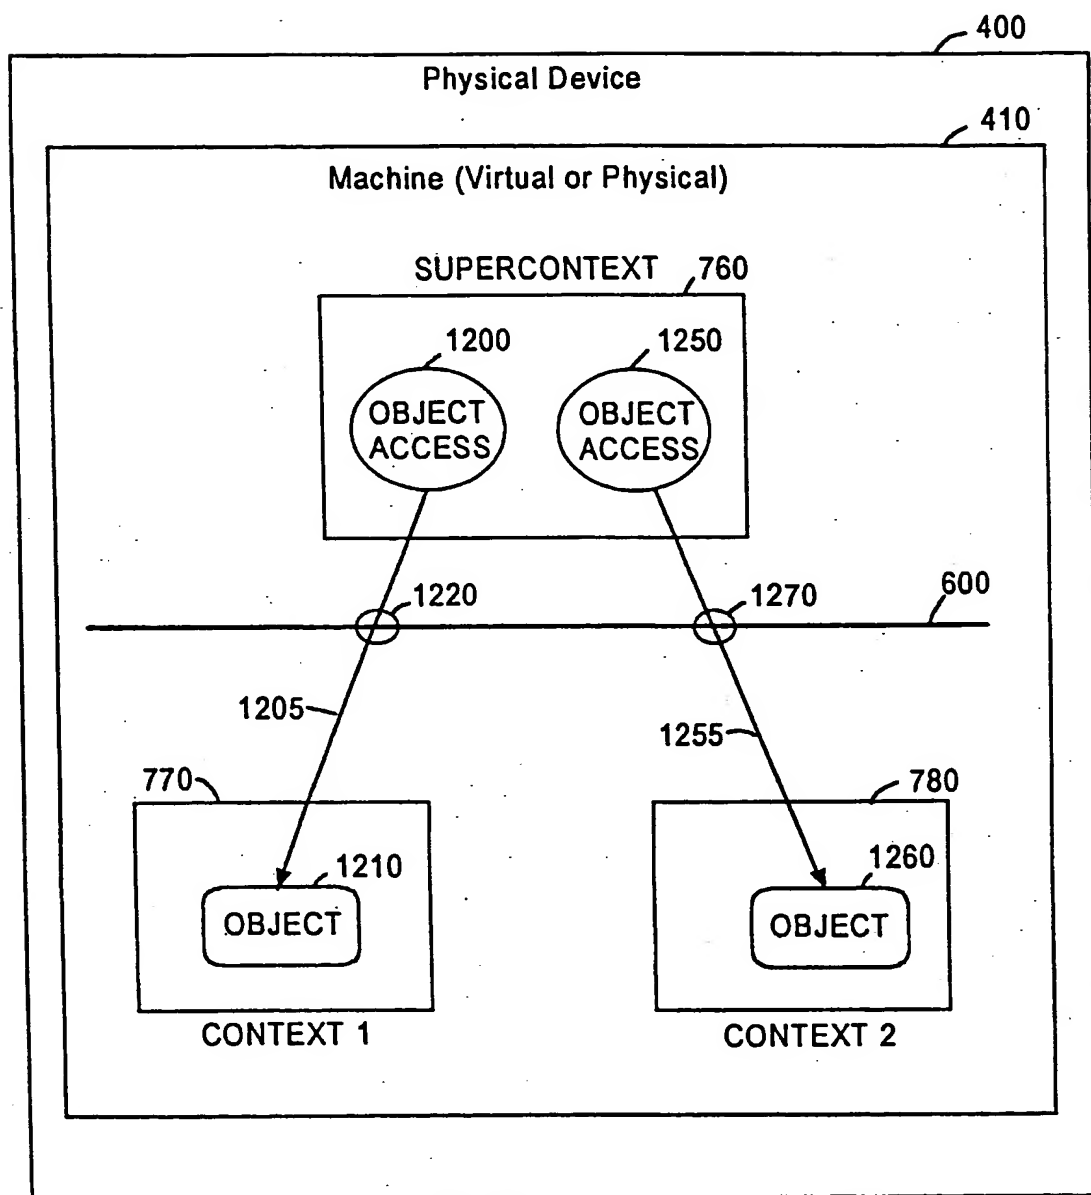 400
Physical Device
410
Machine (Virtual or Physical)
SUPERCONTEXT
760
1200
1250
OBJECT
ACCESS
OBJECT
ACCESS
1220
1270
600
1205
1255
770
780
1210
1260
OBJECT
OBJECT
CONTEXT 1
CONTEXT 2